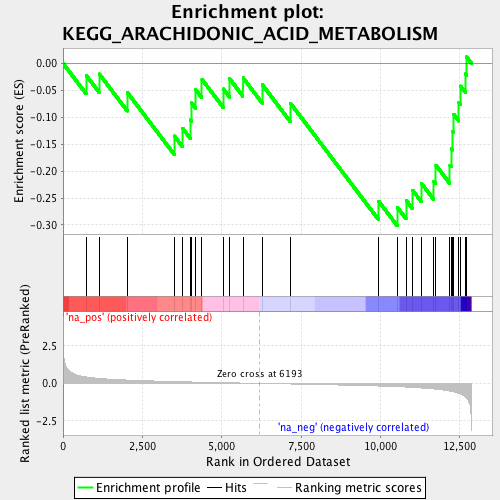 Enrichment plot:
KEGG_ARACHIDONIC_ACID_METABOLISM
Enrichment score (ES)
0.00
-0.05
-0.10
-0.15
-0.20
-0.25
-0.30
'na_pos' (positively correlated)
Ranked list metric (PreRanked)
2.5
0.0
-2.5
Zero cross at 6193
'na_neg' (negatively correlated)
0
2,500
5,000
7,500
10,000
12,500
Rank in Ordered Dataset
Enrichment profile
Hits
Ranking metric scores